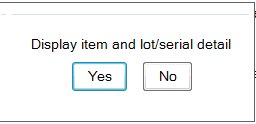 Display item and lot/serial detail
Yes No